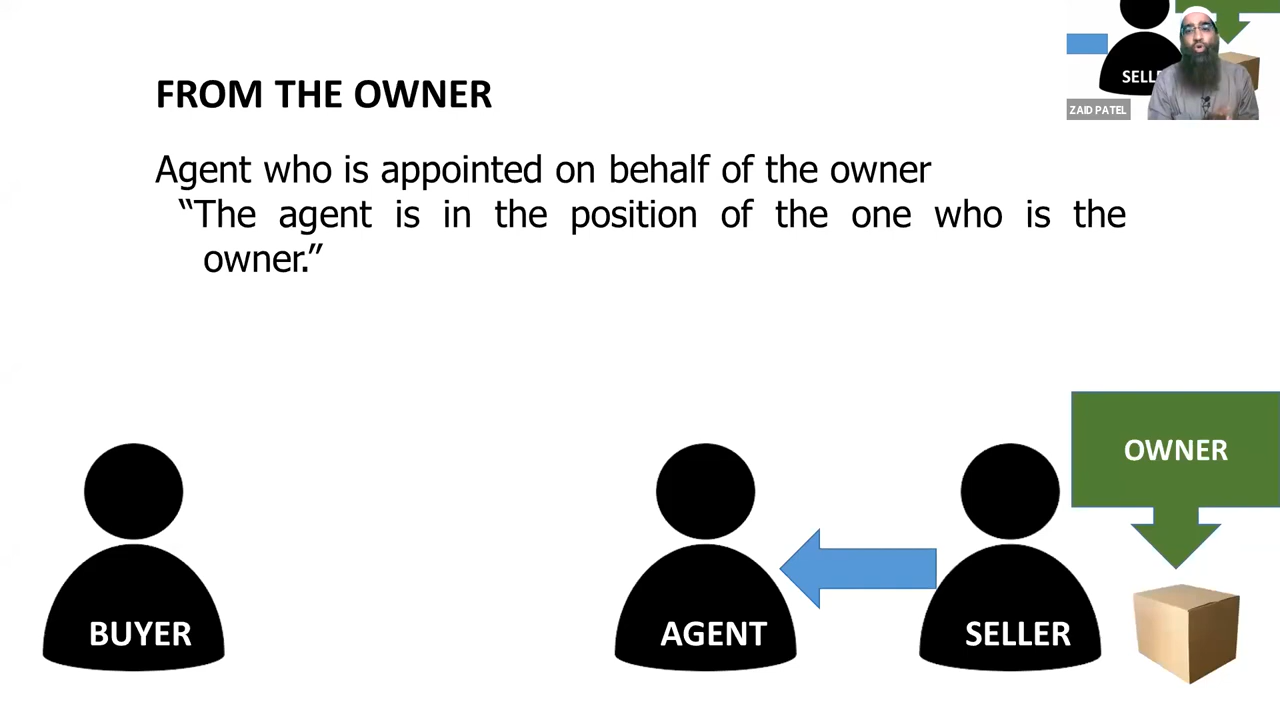 FROM THE OWNER
Agent who is appointed on behalf of the owner
“The agent is in the position of the one who is the
owner.”
SELLE
ZAID PATEL
OWNER
BUYER
AGENT
SELLER